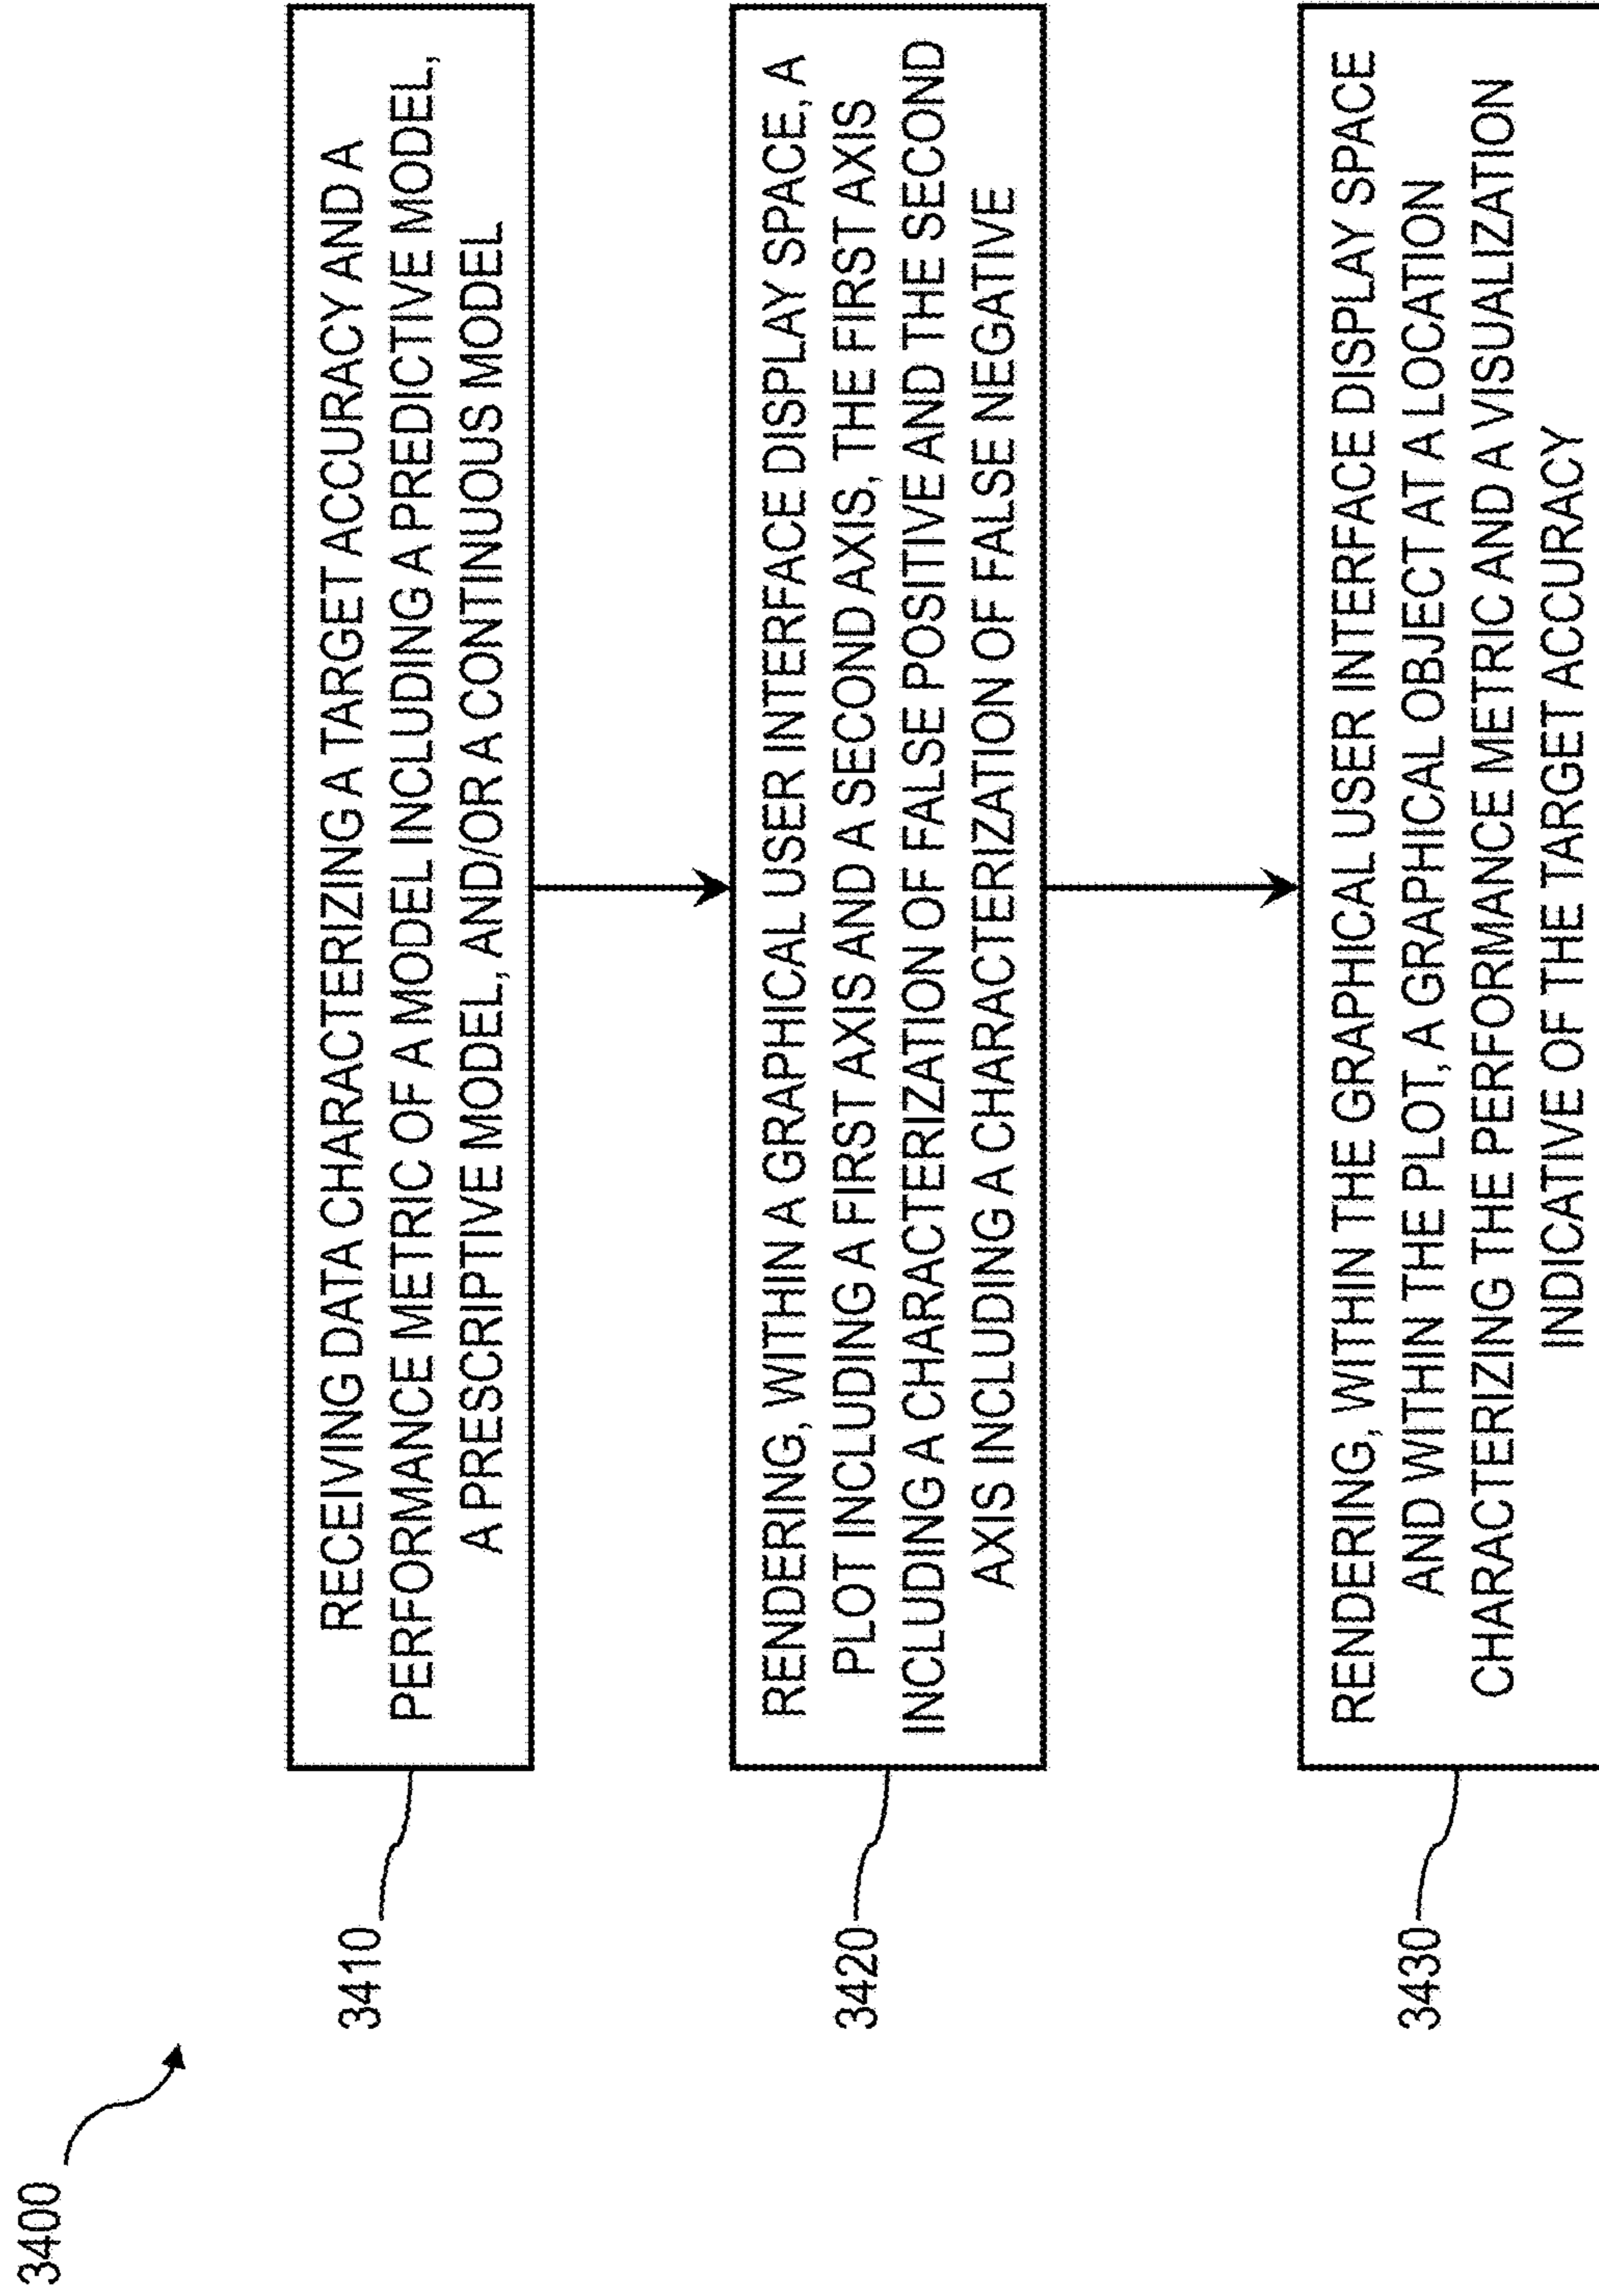 3400
3410
RECEIVING DATA CHARACTERIZING A TARGET ACCURACY AND A
PERFORMANCE METRIC OF A MODEL INCLUDING A PREDICTIVE MODEL,
A PRESCRIPTIVE MODEL, AND/OR A CONTINUOUS MODEL
3420
RENDERING, WITHIN A GRAPHICAL USER INTERFACE DISPLAY SPACE, A
PLOT INCLUDING A FIRST AXIS AND A SECOND AXIS, THE FIRST AXIS
INCLUDING A CHARACTERIZATION OF FALSE POSITIVE AND THE SECOND
AXIS INCLUDING A CHARACTERIZATION OF FALSE NEGATIVE
3430
RENDERING, WITHIN THE GRAPHICAL USER INTERFACE DISPLAY SPACE
AND WITHIN THE PLOT, A GRAPHICAL OBJECT AT A LOCATION
CHARACTERIZING THE PERFORMANCE METRIC AND A VISUALIZATION
INDICATIVE OF THE TARGET ACCURACY